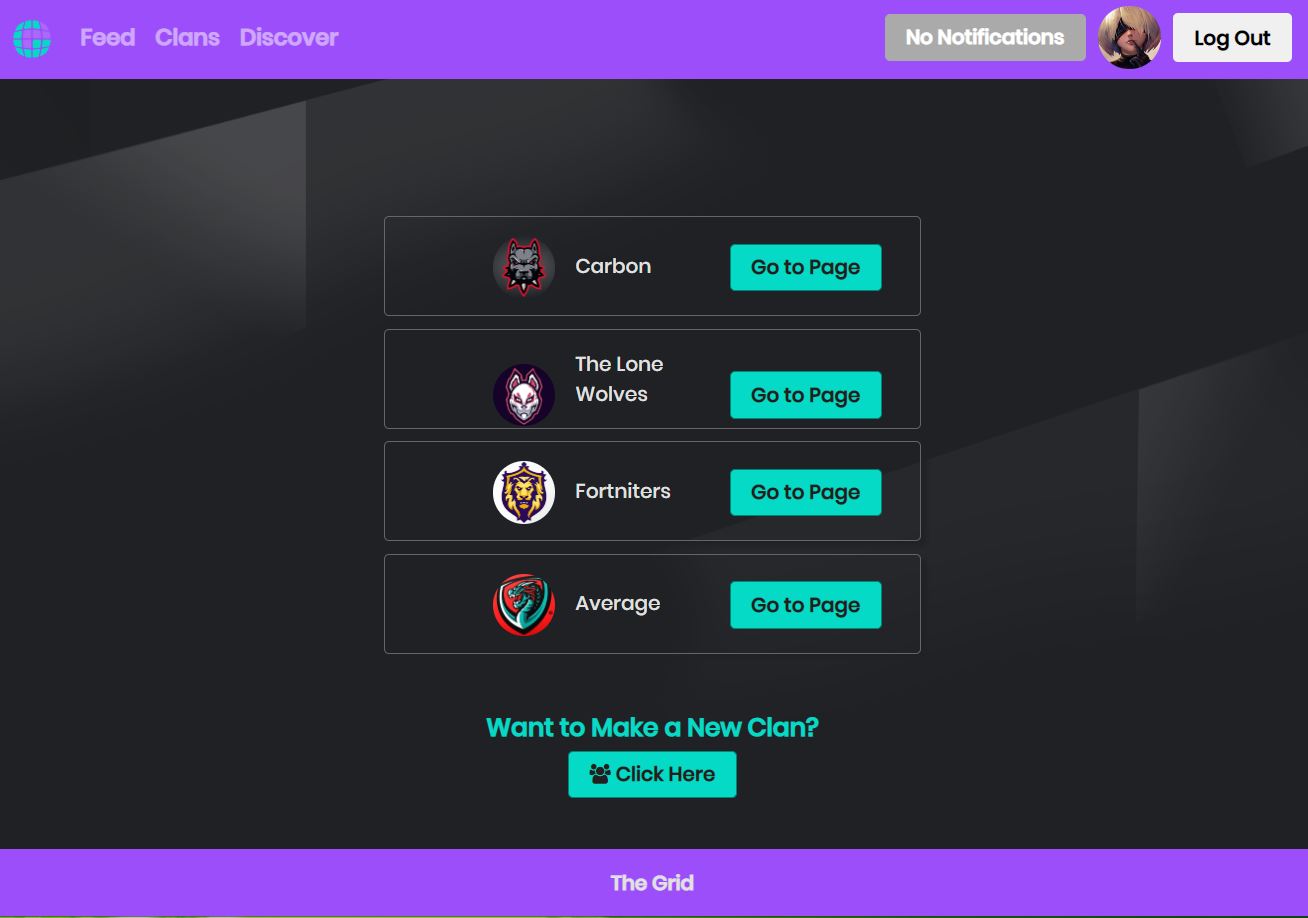 Feed Clans Discover No Notifications Log Out
Carbon Go to Page
The Lone
Wolves Go to Page
Fortniters Go to Page
Average Go to Page
Want to Make a New Clan?
Click Here
The Grid